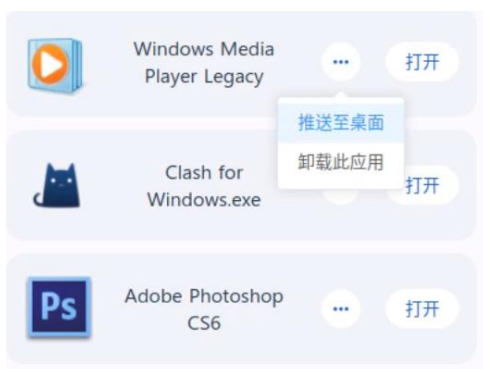 Windows Media
Player Legacy
···
打开
推送至桌面
卸载此应用
Clash for
Windows.exe
打开
Ps
Adobe Photoshop
CS6
···
打开